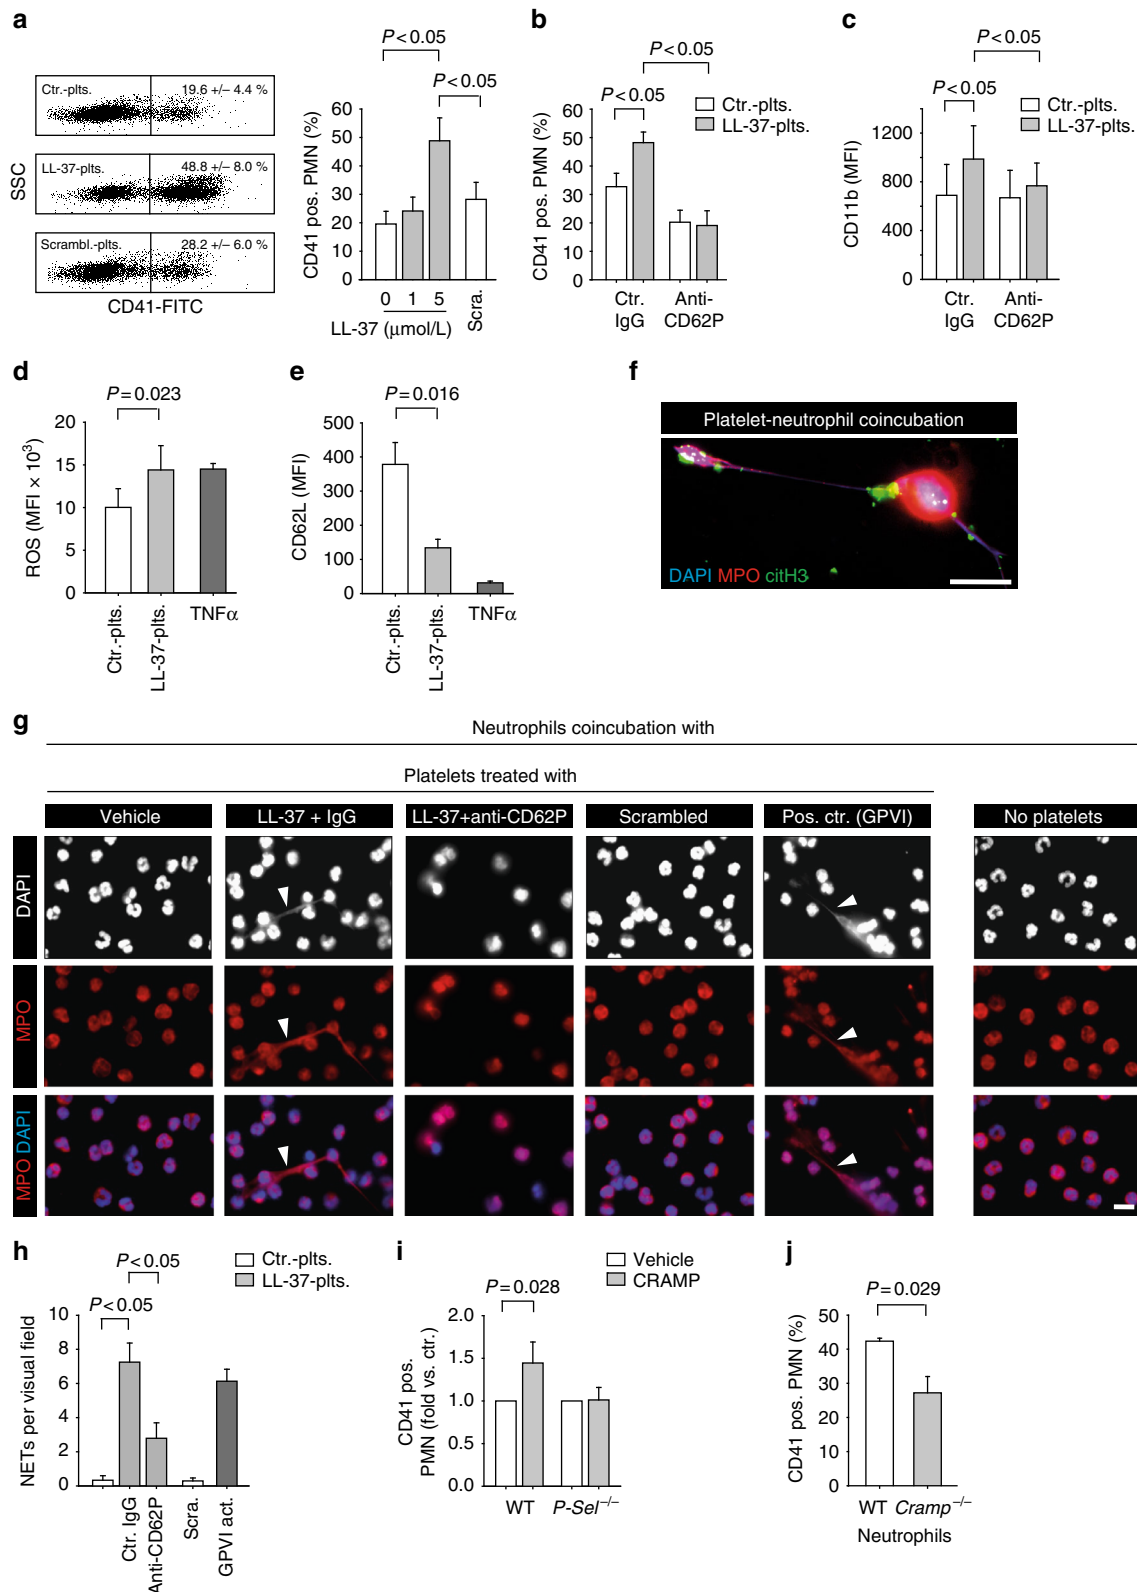 a
Ctr.-plts.
19.6 +/− 4.4 %
LL-37-plts.
48.8 +/− 8.0 %
Scrambl.-plts.
28.2 +/− 6.0 %
SSC
CD41-FITC
P < 0.05
P < 0.05
CD41 pos. PMN (%)
60
50
40
30
20
10
0
0 1 5
LL-37 (μmol/L)
Scra.
b
P < 0.05
P < 0.05
Ctr.-plts.
LL-37-plts.
CD41 pos. PMN (%)
60
50
40
30
20
10
0
Ctr. IgG
Anti-CD62P
c
P < 0.05
P < 0.05
Ctr.-plts.
LL-37-plts.
CD11b (MFI)
1200
800
400
0
Ctr. IgG
Anti-CD62P
d
P = 0.023
ROS (MFI × 10³)
20
15
10
5
0
Ctr.-plts.
LL-37-plts.
TNFα
e
P = 0.016
CD62L (MFI)
500
400
300
200
100
0
Ctr.-plts.
LL-37-plts.
TNFα
f
Platelet-neutrophil coincubation
DAPI MPO citH3
g
Neutrophils coincubation with
Platelets treated with
Vehicle
LL-37 + IgG
LL-37+anti-CD62P
Scrambled
Pos. ctr. (GPVI)
No platelets
DAPI
MPO
MPO DAPI
h
P < 0.05
P < 0.05
Ctr.-plts.
LL-37-plts.
NETs per visual field
10
8
6
4
2
0
Ctr. IgG
Anti-CD62P
Scra.
GPVI act.
i
P = 0.028
Vehicle
CRAMP
CD41 pos.
PMN (fold vs. ctr.)
2.0
1.5
1.0
0.5
0.0
WT P-Sel⁻/⁻
j
P = 0.029
CD41 pos. PMN (%)
50
40
30
20
10
0
WT Cramp⁻/⁻
Neutrophils